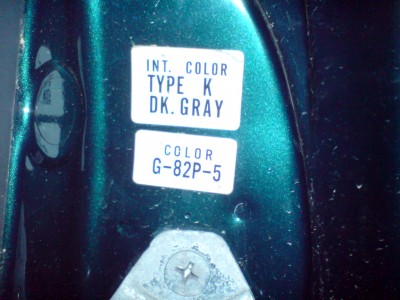 INT. COLOR
TYPE K
DK. GRAY
COLOR
G-82P-5